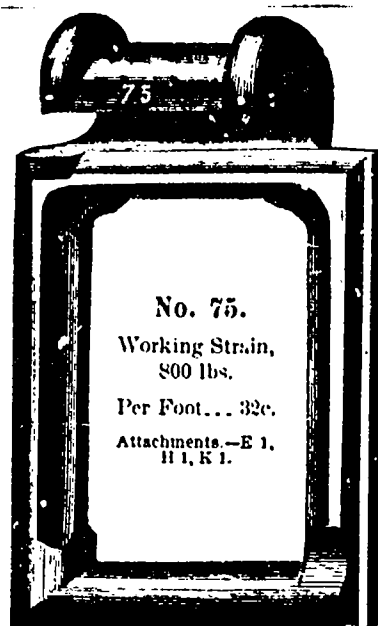 75
No. 75.
Working Strain,
800 lbs.
Per Foot... 32c.
Attachments.—E 1,
H 1, K 1.